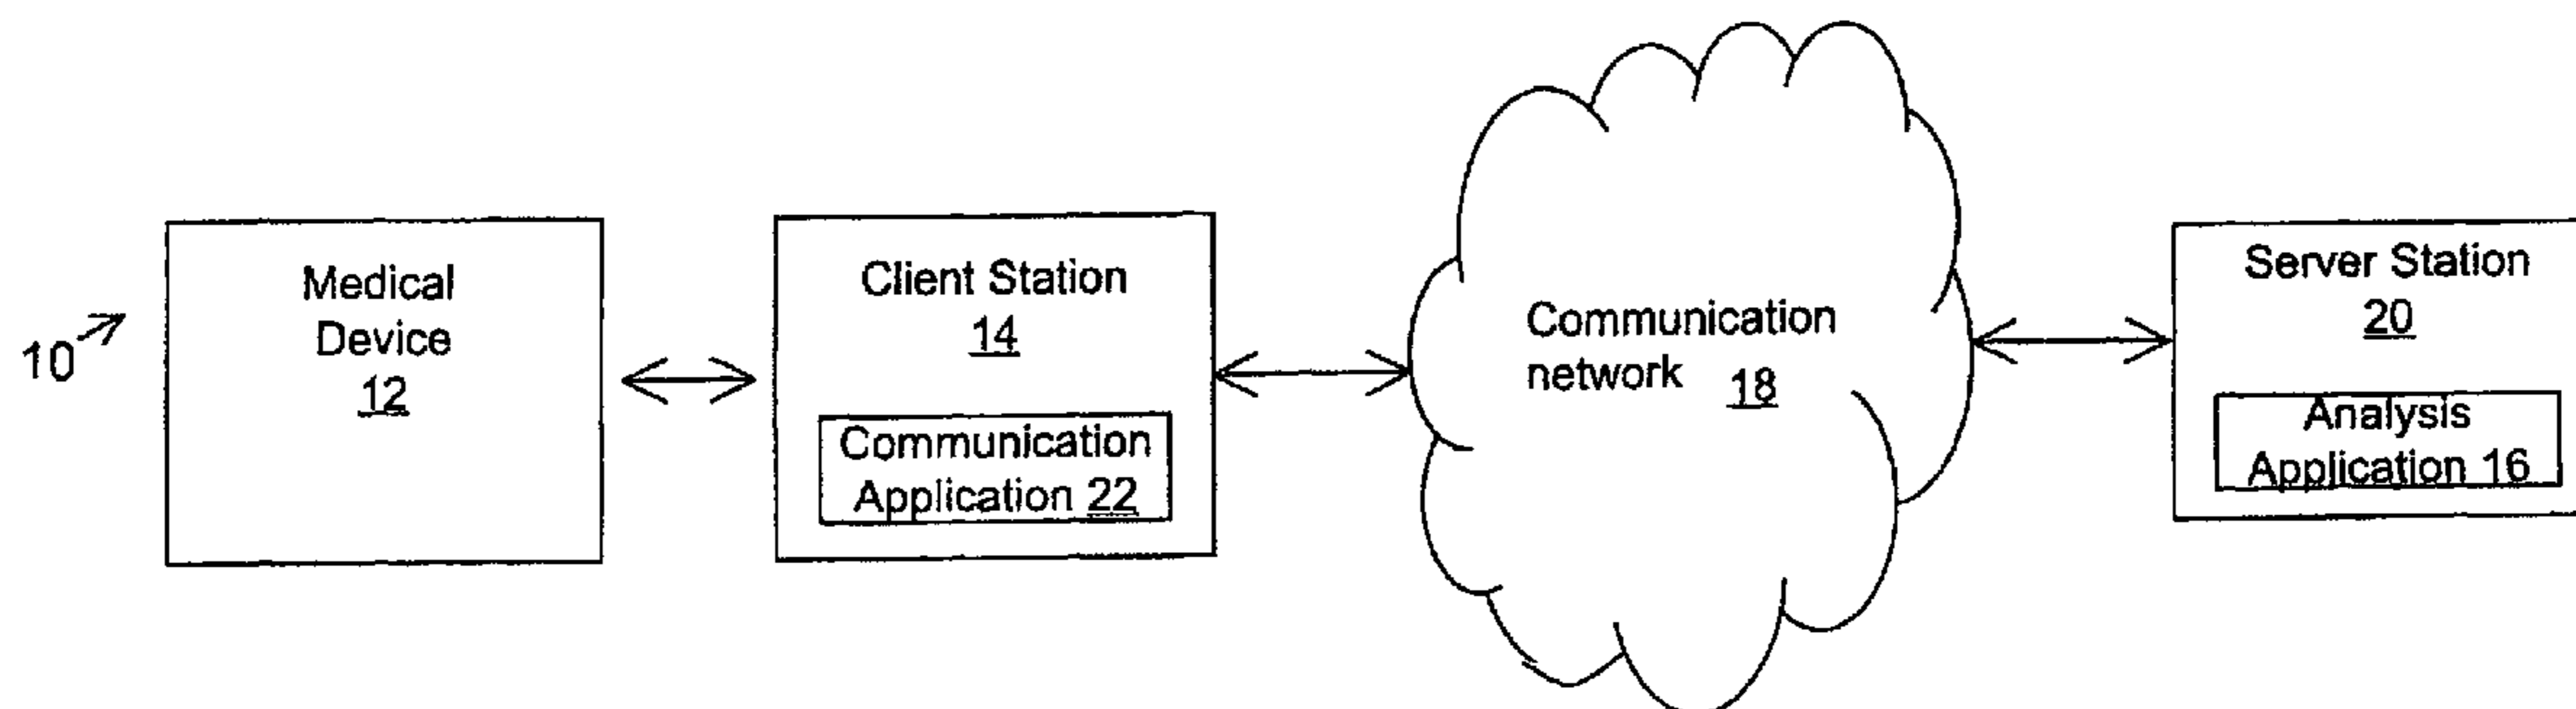 10
Medical
Device
12
Client Station
14
Communication
Application 22
Communication
network 18
Server Station
20
Analysis
Application 16